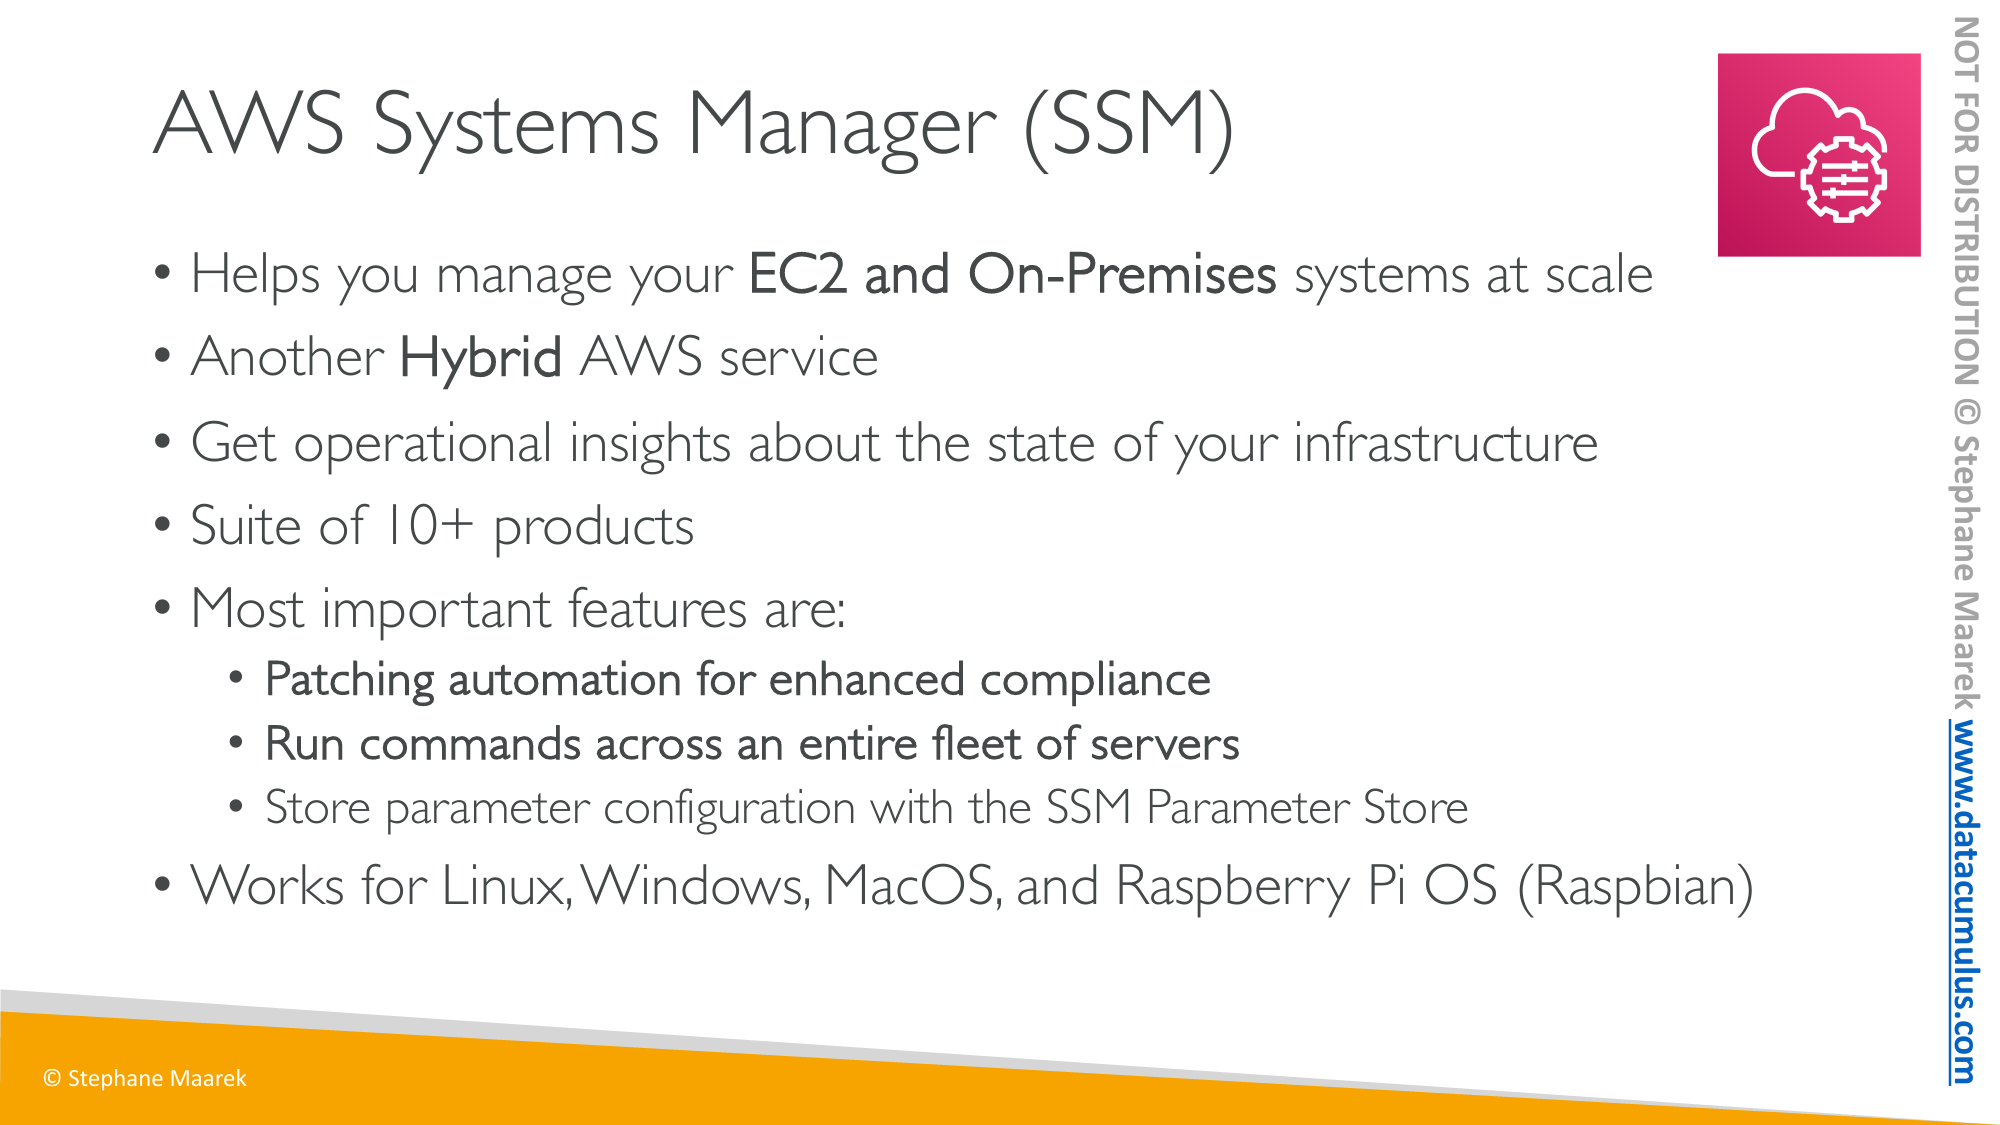 AWS Systems Manager (SSM)
• Helps you manage your EC2 and On-Premises systems at scale
• Another Hybrid AWS service
• Get operational insights about the state of your infrastructure
• Suite of 10+ products
• Most important features are:
• Patching automation for enhanced compliance
• Run commands across an entire fleet of servers
• Store parameter configuration with the SSM Parameter Store
• Works for Linux, Windows, MacOS, and Raspberry Pi OS (Raspbian)
© Stephane Maarek
NOT FOR DISTRIBUTION © Stephane Maarek www.datacumulus.com